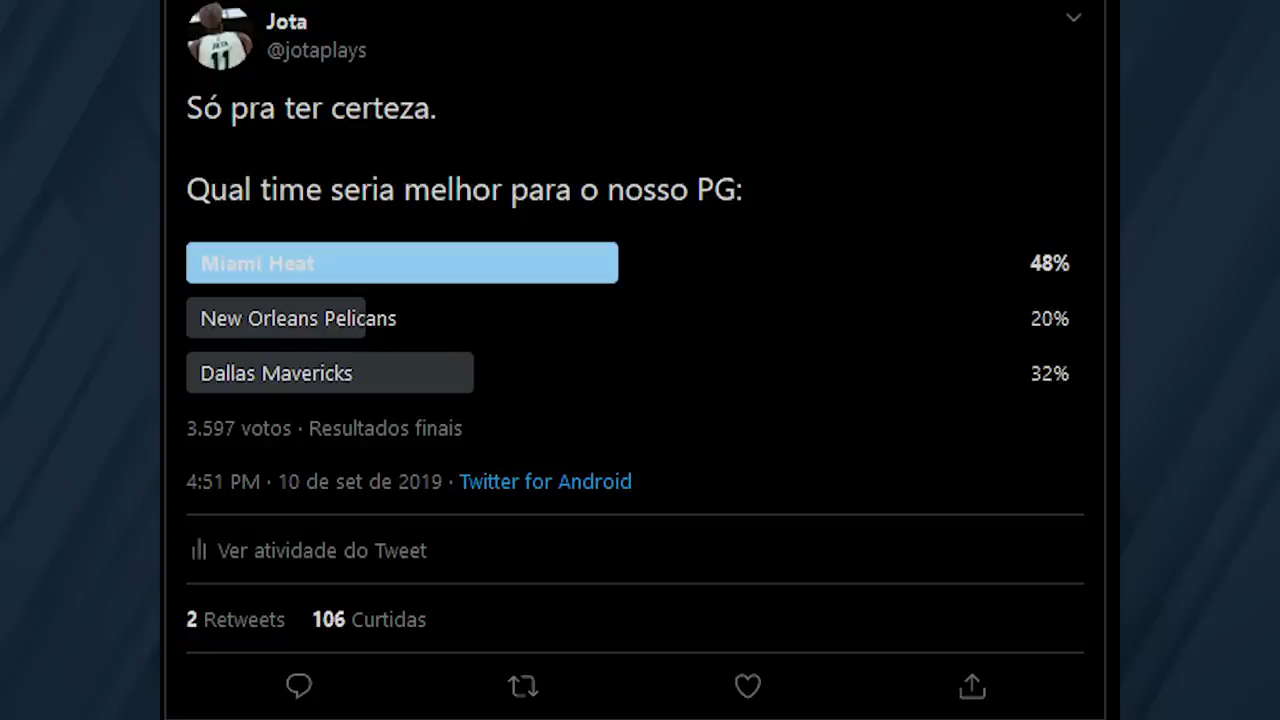 Jota
@jotaplays
Só pra ter certeza.
Qual time seria melhor para o nosso PG:
Miami Heat 48%
New Orleans Pelicans 20%
Dallas Mavericks 32%
3.597 votos · Resultados finais
4:51 PM · 10 de set de 2019 · Twitter for Android
Ver atividade do Tweet
2 Retweets 106 Curtidas
JOTA
11